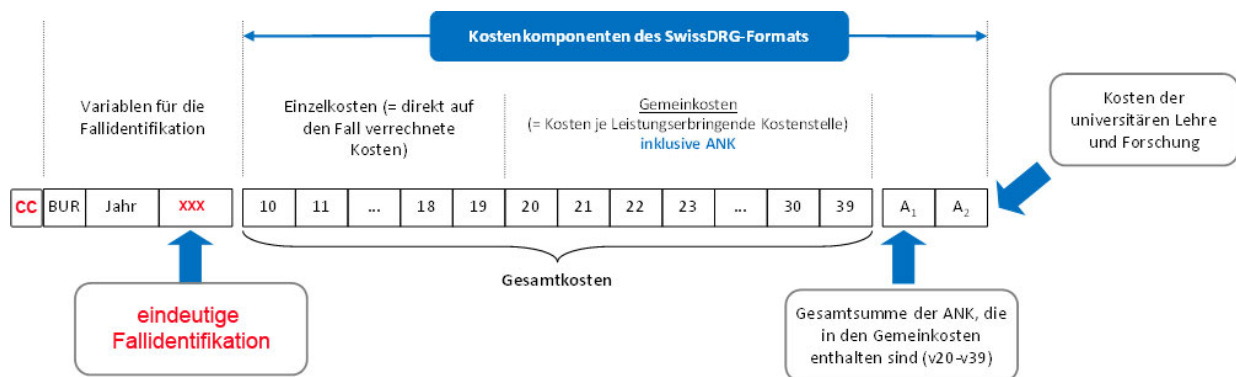 Kostenkomponenten des SwissDRG-Formats
Variablen für die
Fallidentifikation
Einzelkosten (= direkt auf
den Fall verrechnete
Kosten)
Gemeinkosten
(= Kosten je Leistungserbringende Kostenstelle)
inklusive ANK
Kosten der
universitären Lehre
und Forschung
CC BUR Jahr XXX 10 11 ... 18 19 20 21 22 23 ... 30 39 A1 A2
Gesamtkosten
eindeutige
Fallidentifikation
Gesamtsumme der ANK, die
in den Gemeinkosten
enthalten sind (v20-v39)